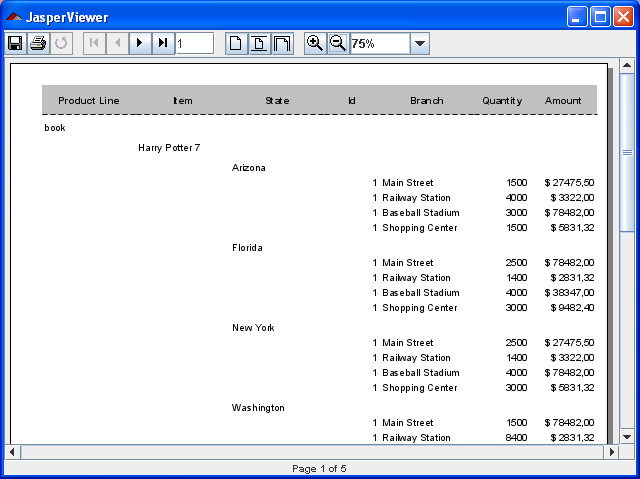 JasperViewer
1 75%
Product Line Item State Id Branch Quantity Amount
book
Harry Potter 7
Arizona
1 Main Street 1500 $ 27475,50
1 Railway Station 4000 $ 3322,00
1 Baseball Stadium 3000 $ 78482,00
1 Shopping Center 1500 $ 5831,32
Florida
1 Main Street 2500 $ 78482,00
1 Railway Station 1400 $ 2831,32
1 Baseball Stadium 4000 $ 38347,00
1 Shopping Center 3000 $ 9482,40
New York
1 Main Street 2500 $ 27475,50
1 Railway Station 1400 $ 3322,00
1 Baseball Stadium 4000 $ 78482,00
1 Shopping Center 3000 $ 5831,32
Washington
1 Main Street 1500 $ 78482,00
1 Railway Station 8400 $ 2831,32
Page 1 of 5